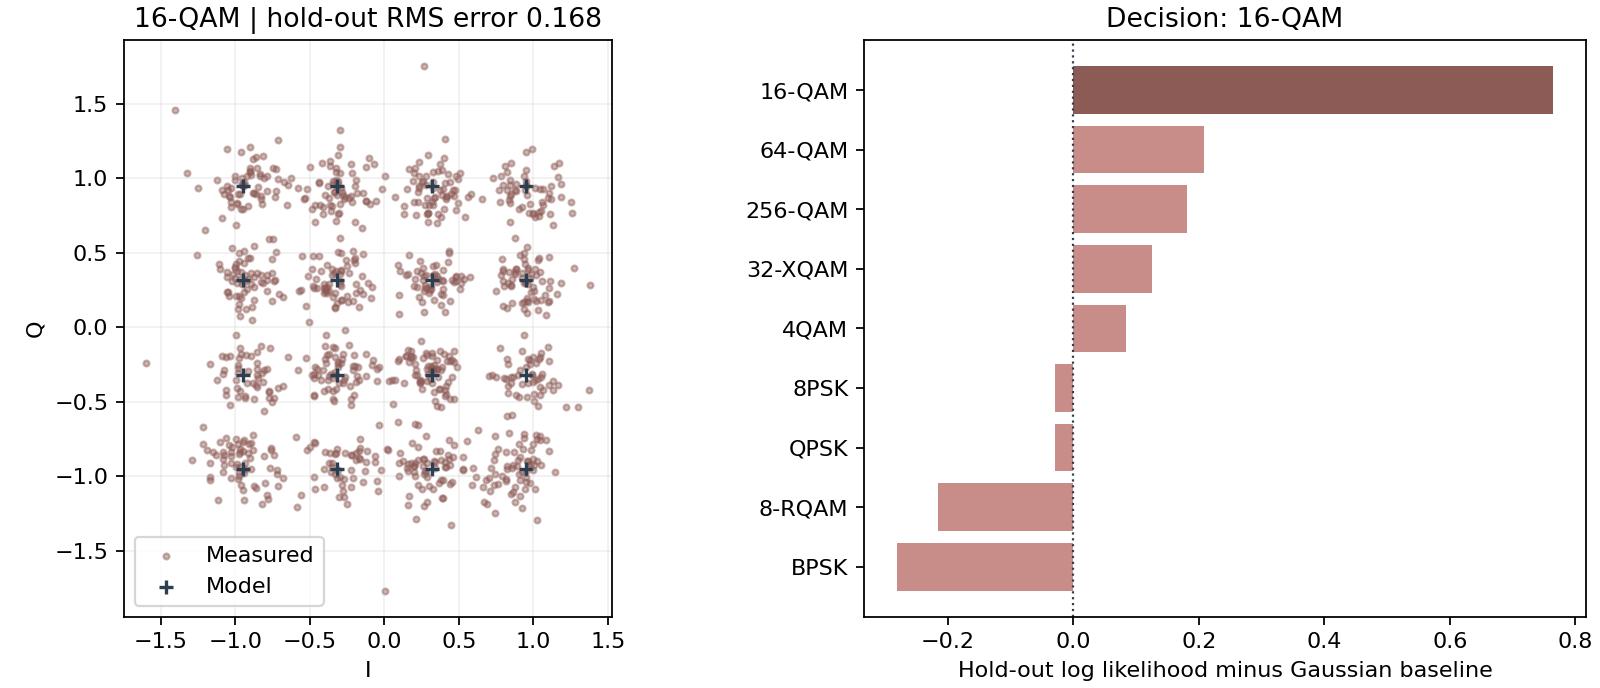 16-QAM | hold-out RMS error 0.168
Q
1.5
1.0
0.5
0.0
−0.5
−1.0
−1.5
Measured
Model
−1.5 −1.0 −0.5 0.0 0.5 1.0 1.5
I
Decision: 16-QAM
16-QAM
64-QAM
256-QAM
32-XQAM
4QAM
8PSK
QPSK
8-RQAM
BPSK
−0.2 0.0 0.2 0.4 0.6 0.8
Hold-out log likelihood minus Gaussian baseline